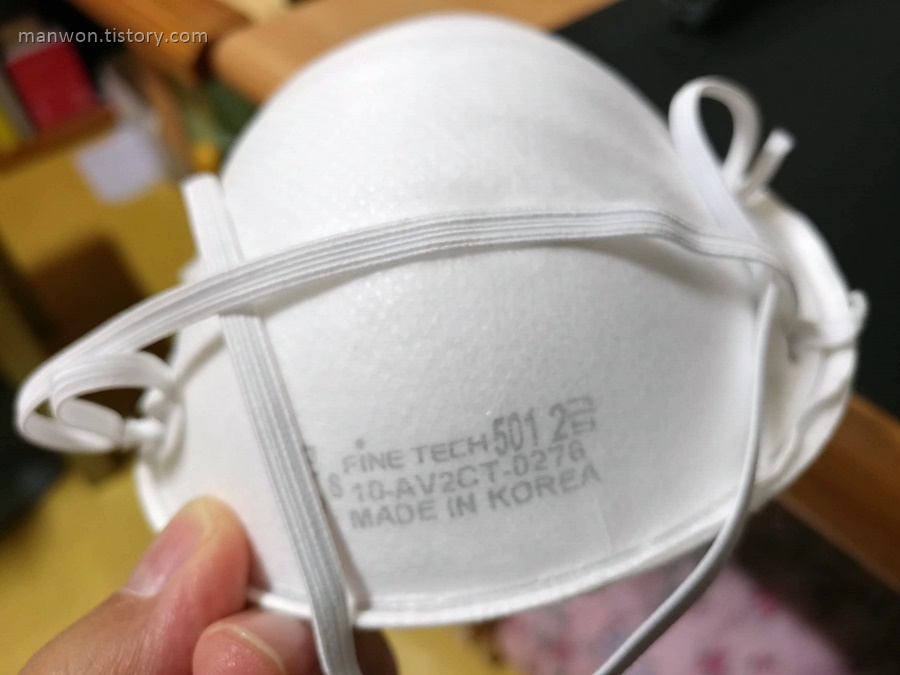 manwon.tistory.com
FINE TECH 501 2급
10-AV2CT-0276
MADE IN KOREA